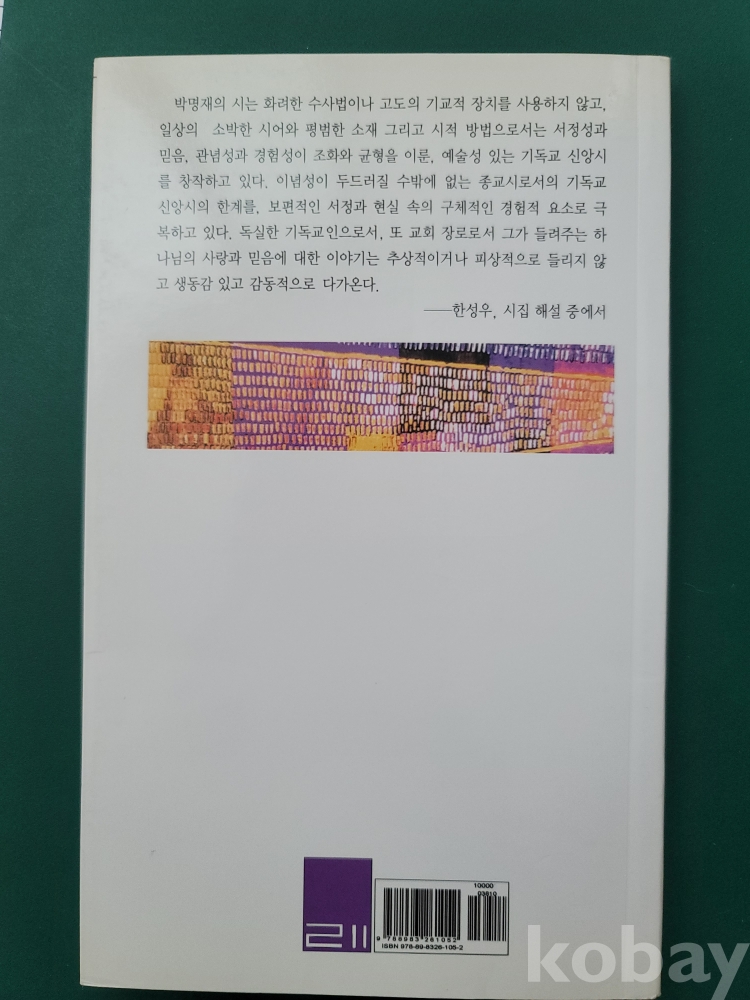 박명재의 시는 화려한 수사법이나 고도의 기교적 장치를 사용하지 않고,
일상의 소박한 시어와 평범한 소재 그리고 시적 방법으로서는 서정성과
믿음, 관념성과 경험성이 조화와 균형을 이룬, 예술성 있는 기독교 신앙시
를 창작하고 있다. 이념성이 두드러질 수밖에 없는 종교시로서의 기독교
신앙시의 한계를, 보편적인 서정과 현실 속의 구체적인 경험적 요소로 극
복하고 있다. 독실한 기독교인으로서, 또 교회 장로로서 그가 들려주는 하
나님의 사랑과 믿음에 대한 이야기는 추상적이거나 피상적으로 들리지 않
고 생동감 있고 감동적으로 다가온다.
──한성우, 시집 해설 중에서
10000
03810
9 788983 261052
ISBN 978-89-8326-105-2
kobay